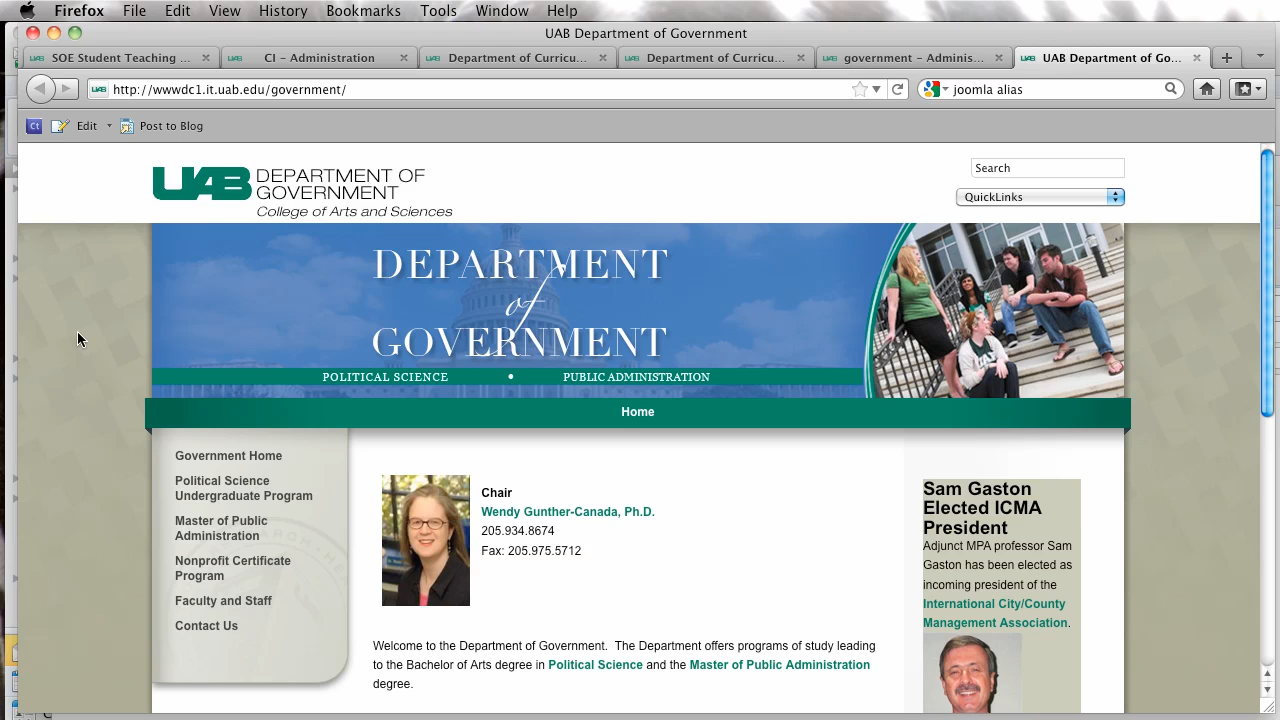 Firefox File Edit View History Bookmarks Tools Window Help
UAB Department of Government
SOE Student Teaching ...
CI – Administration
Department of Curricu...
Department of Curricu...
government – Adminis...
UAB Department of Go...
http://wwwdc1.it.uab.edu/government/
joomla alias
Ct
Edit
Post to Blog
UAB
DEPARTMENT OF
GOVERNMENT
College of Arts and Sciences
Search
QuickLinks
DEPARTMENT
of
GOVERNMENT
POLITICAL SCIENCE • PUBLIC ADMINISTRATION
Home
Government Home
Political Science
Undergraduate Program
Master of Public
Administration
Nonprofit Certificate
Program
Faculty and Staff
Contact Us
Chair
Wendy Gunther-Canada, Ph.D.
205.934.8674
Fax: 205.975.5712
Welcome to the Department of Government. The Department offers programs of study leading
to the Bachelor of Arts degree in Political Science and the Master of Public Administration
degree.
Sam Gaston
Elected ICMA
President
Adjunct MPA professor Sam
Gaston has been elected as
incoming president of the
International City/County
Management Association.